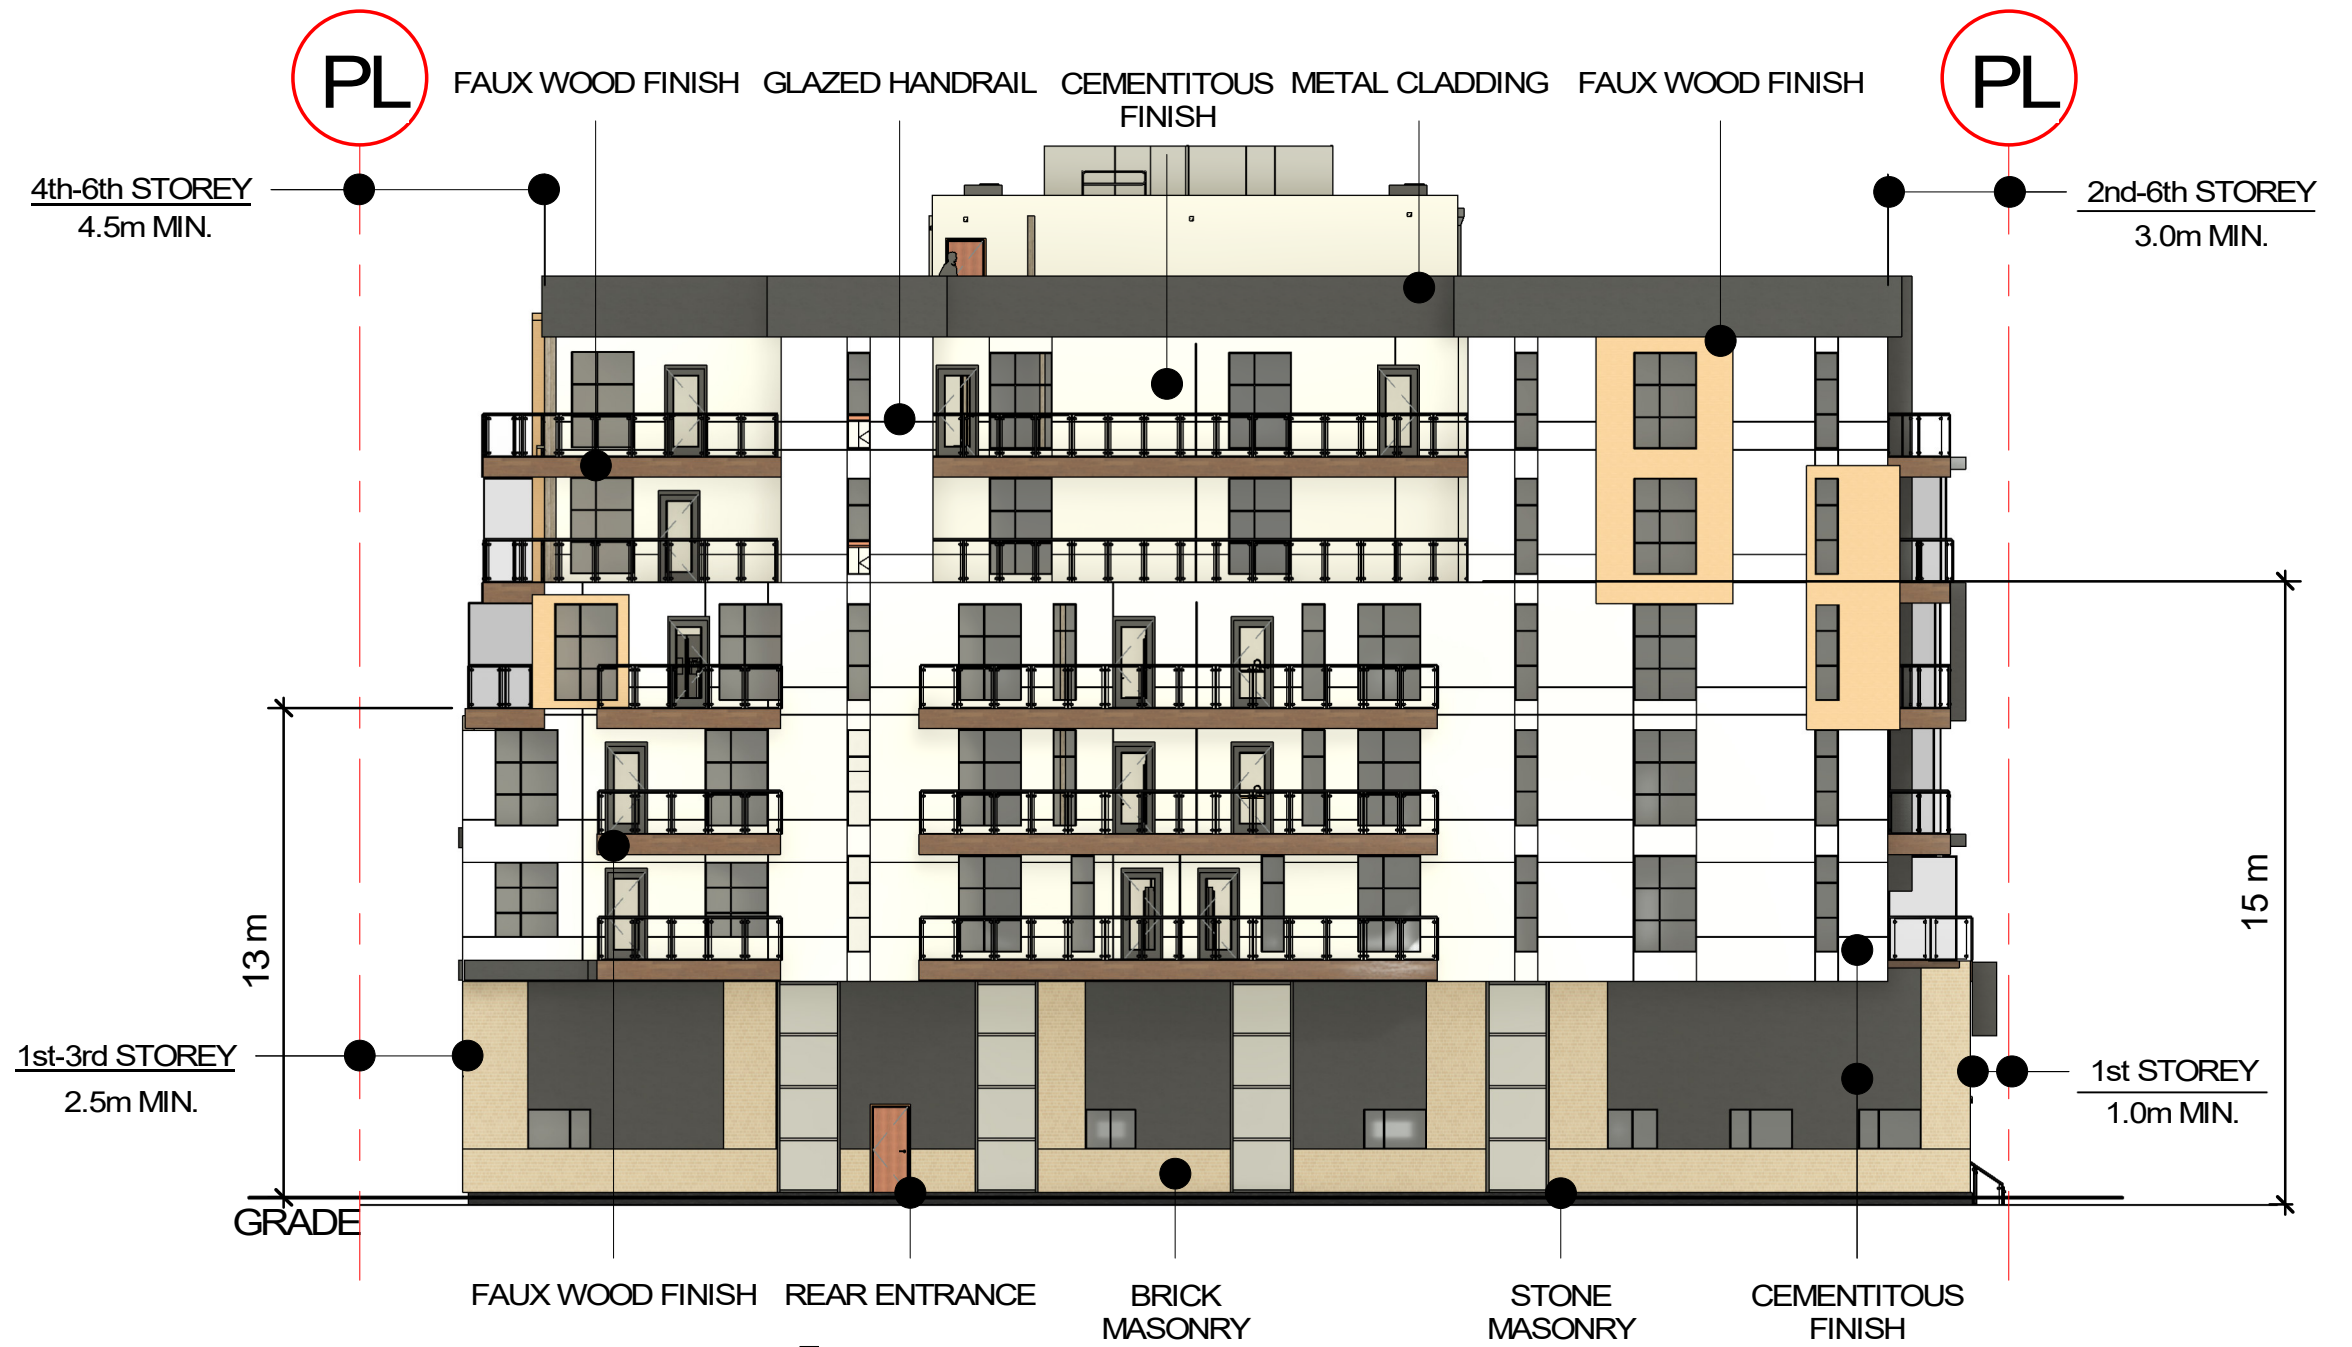 PL
PL
FAUX WOOD FINISH
GLAZED HANDRAIL
CEMENTITOUS
FINISH
METAL CLADDING
FAUX WOOD FINISH
4th-6th STOREY
4.5m MIN.
2nd-6th STOREY
3.0m MIN.
13 m
15 m
1st-3rd STOREY
2.5m MIN.
1st STOREY
1.0m MIN.
GRADE
FAUX WOOD FINISH
REAR ENTRANCE
BRICK
MASONRY
STONE
MASONRY
CEMENTITOUS
FINISH